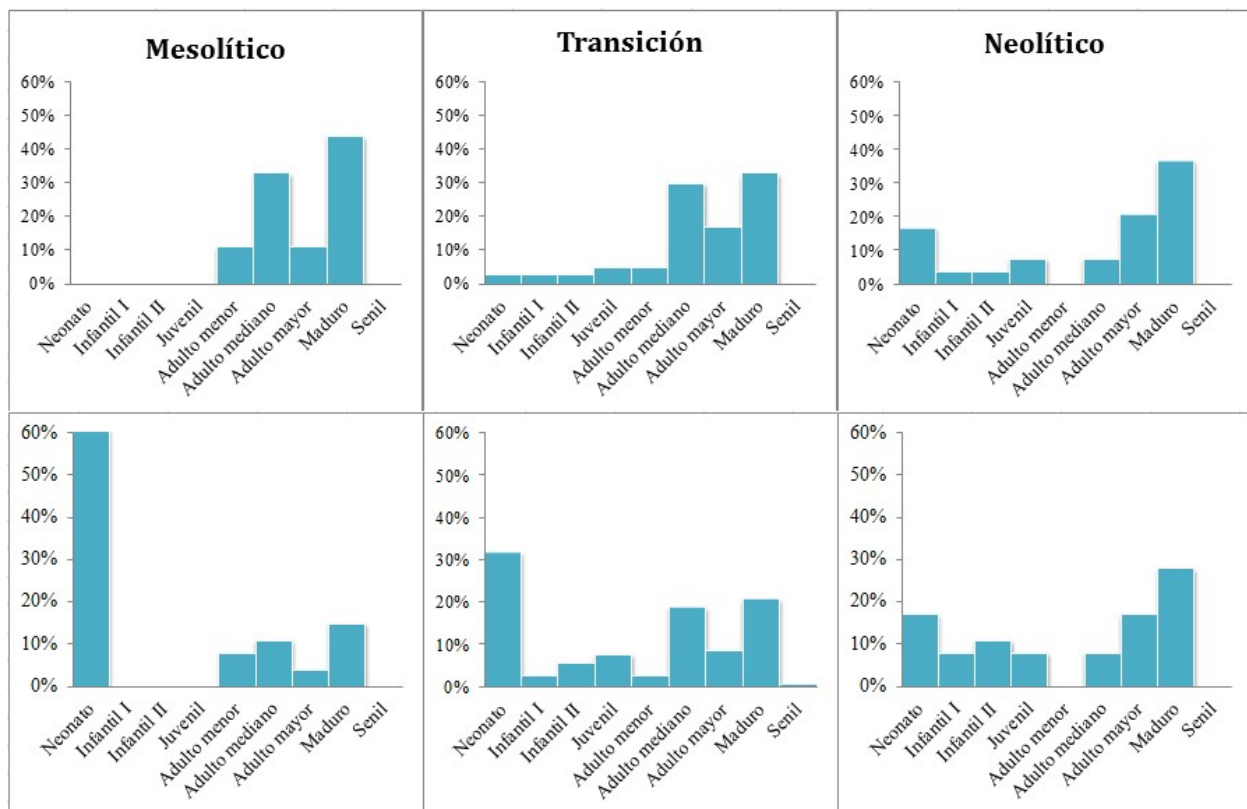 Mesolítico
60%
50%
40%
30%
20%
10%
0%
Neonato
Infantil I
Infantil II
Juvenil
Adulto menor
Adulto mediano
Adulto mayor
Maduro
Senil
Transición
60%
50%
40%
30%
20%
10%
0%
Neonato
Infantil I
Infantil II
Juvenil
Adulto menor
Adulto mediano
Adulto mayor
Maduro
Senil
Neolítico
60%
50%
40%
30%
20%
10%
0%
Neonato
Infantil I
Infantil II
Juvenil
Adulto menor
Adulto mediano
Adulto mayor
Maduro
Senil
60%
50%
40%
30%
20%
10%
0%
Neonato
Infantil I
Infantil II
Juvenil
Adulto menor
Adulto mediano
Adulto mayor
Maduro
Senil
60%
50%
40%
30%
20%
10%
0%
Neonato
Infantil I
Infantil II
Juvenil
Adulto menor
Adulto mediano
Adulto mayor
Maduro
Senil
60%
50%
40%
30%
20%
10%
0%
Neonato
Infantil I
Infantil II
Juvenil
Adulto menor
Adulto mediano
Adulto mayor
Maduro
Senil